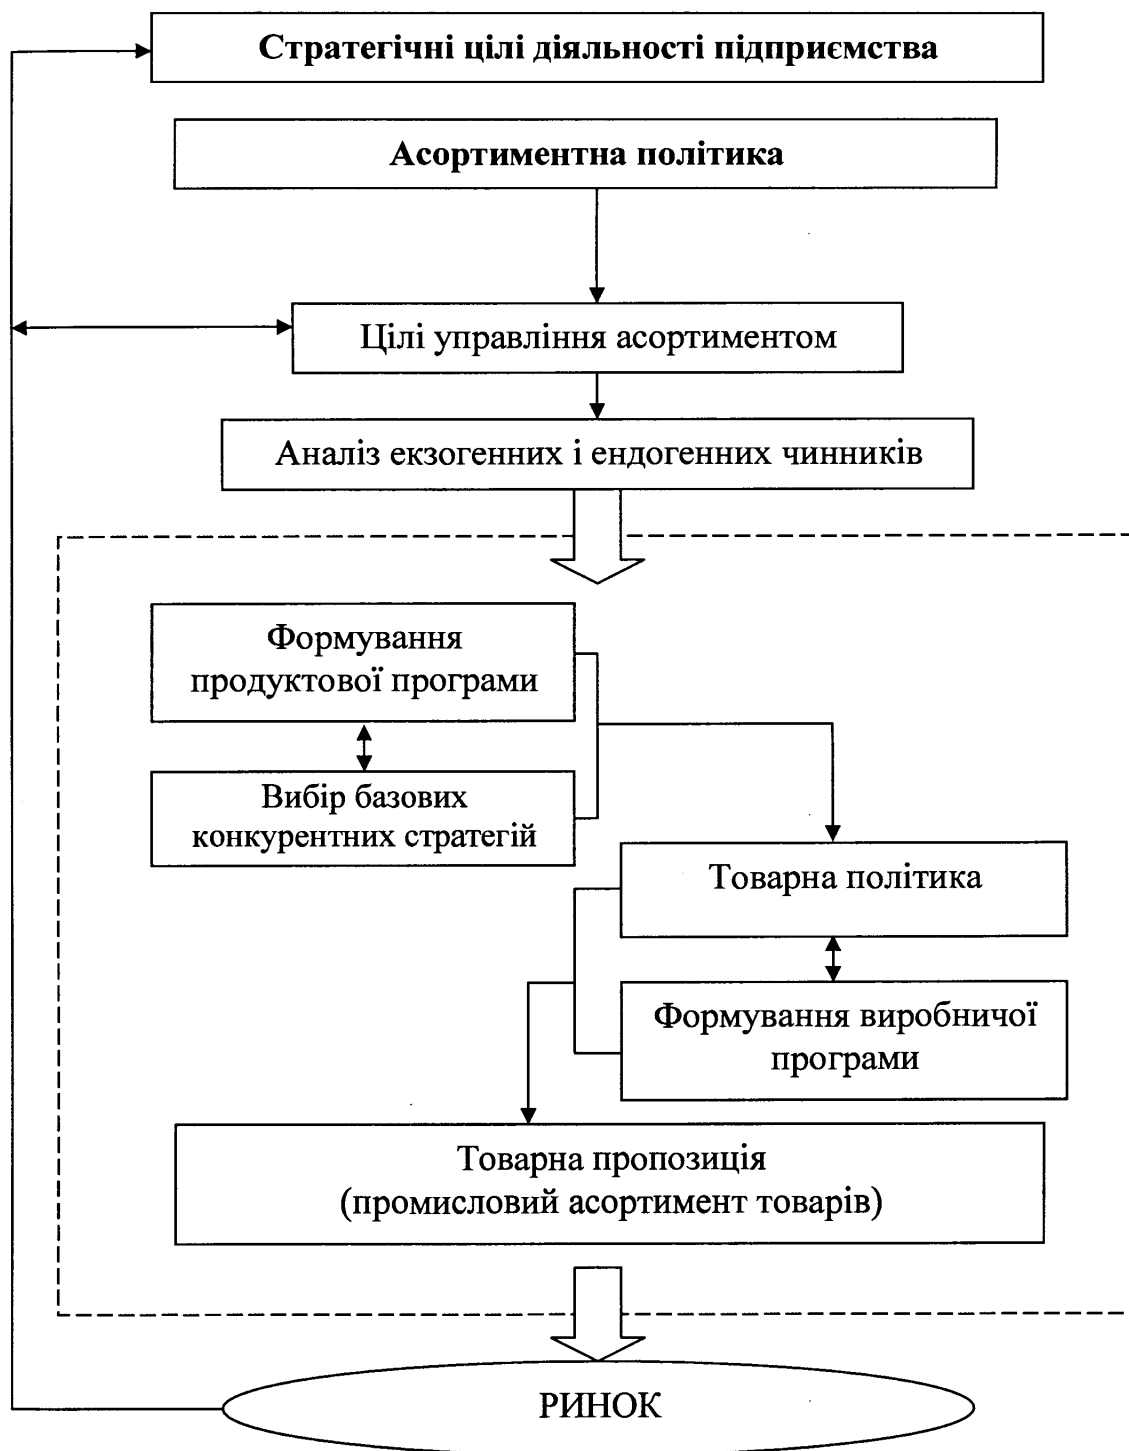 Стратегічні цілі діяльності підприємства
Асортиментна політика
Цілі управління асортиментом
Аналіз екзогенних і ендогенних чинників
Формування
продуктової програми
Вибір базових
конкурентних стратегій
Товарна політика
Формування виробничої
програми
Товарна пропозиція
(промисловий асортимент товарів)
РИНОК